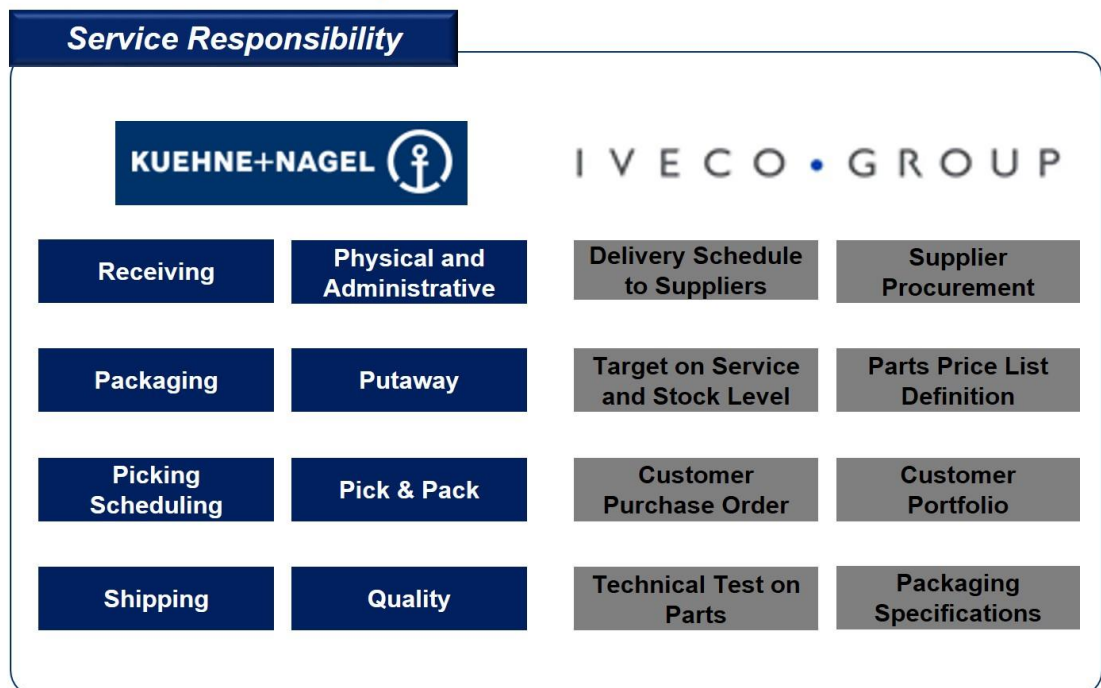 Service Responsibility
KUEHNE+NAGEL
IVECO • GROUP
Receiving
Physical and
Administrative
Delivery Schedule
to Suppliers
Supplier
Procurement
Packaging
Putaway
Target on Service
and Stock Level
Parts Price List
Definition
Picking
Scheduling
Pick & Pack
Customer
Purchase Order
Customer
Portfolio
Shipping
Quality
Technical Test on
Parts
Packaging
Specifications